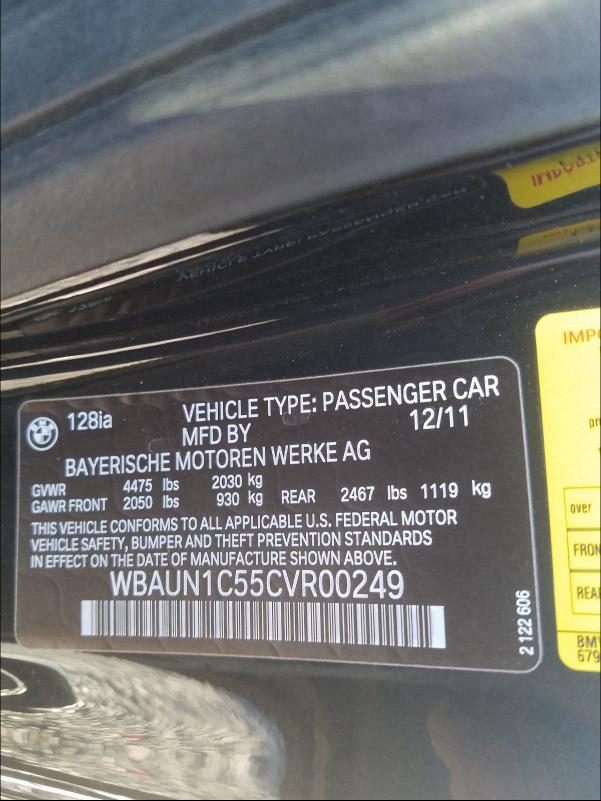 128ia VEHICLE TYPE: PASSENGER CAR
MFD BY 12/11
BAYERISCHE MOTOREN WERKE AG
GVWR 4475 lbs 2030 kg
GAWR FRONT 2050 lbs 930 kg REAR 2467 lbs 1119 kg
THIS VEHICLE CONFORMS TO ALL APPLICABLE U.S. FEDERAL MOTOR
VEHICLE SAFETY, BUMPER AND THEFT PREVENTION STANDARDS
IN EFFECT ON THE DATE OF MANUFACTURE SHOWN ABOVE.
WBAUN1C55CVR00249
2 122 606
over